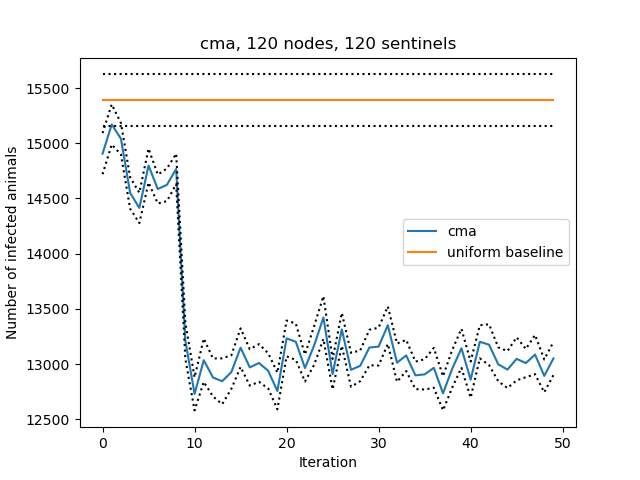 cma, 120 nodes, 120 sentinels
Number of infected animals
15500
15000
14500
14000
13500
13000
12500
cma
uniform baseline
0 10 20 30 40 50
Iteration